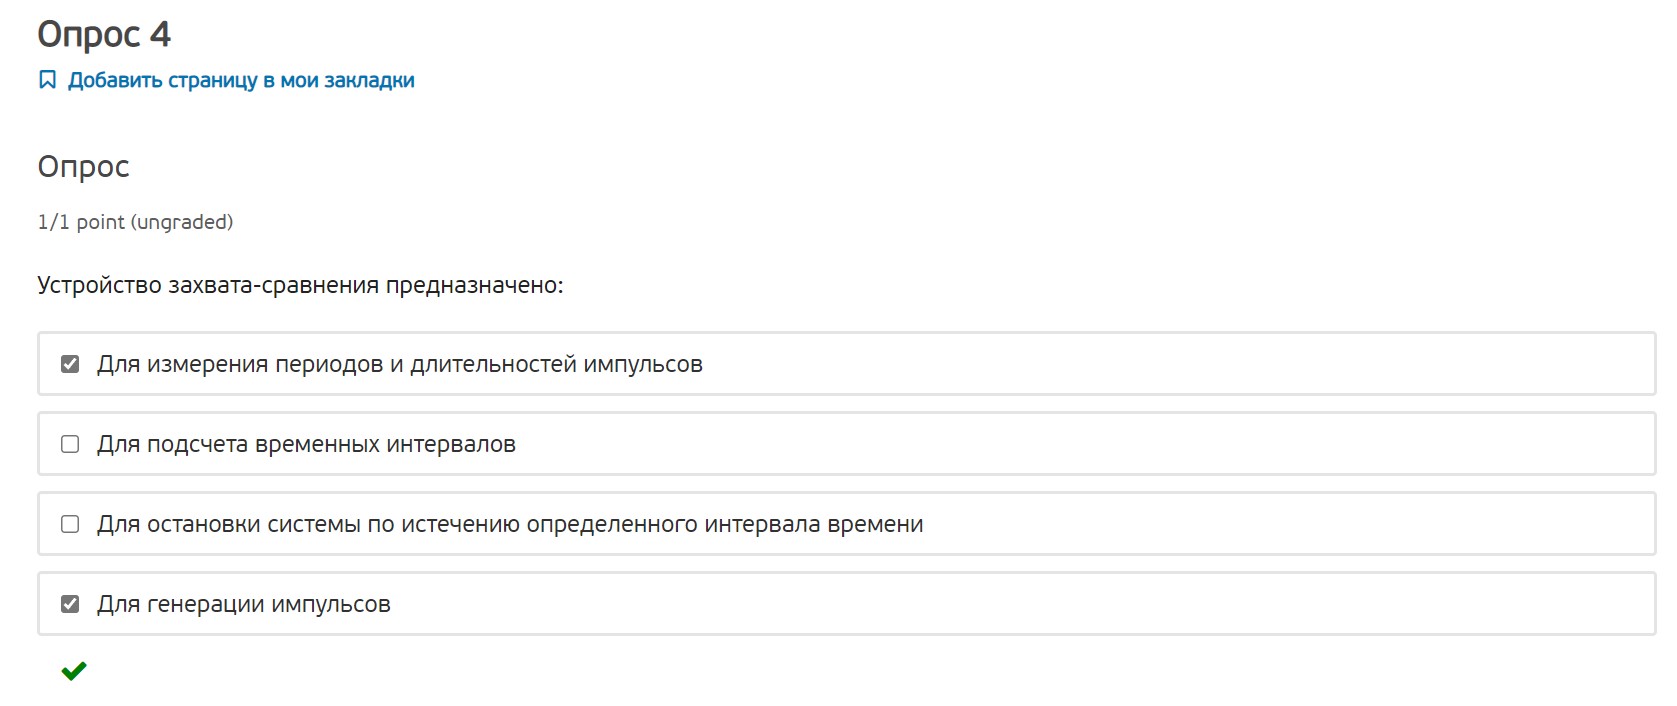 Опрос 4
Добавить страницу в мои закладки
Опрос
1/1 point (ungraded)
Устройство захвата-сравнения предназначено:
Для измерения периодов и длительностей импульсов
Для подсчета временных интервалов
Для остановки системы по истечению определенного интервала времени
Для генерации импульсов